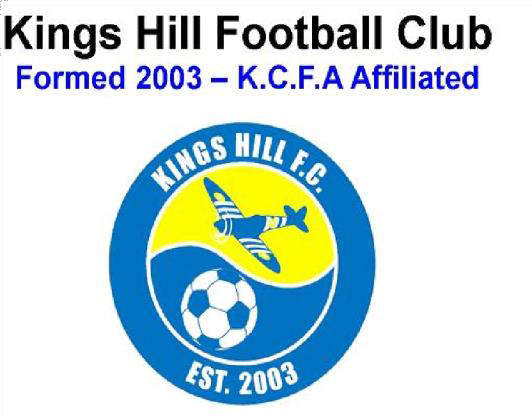 Kings Hill Football Club
Formed 2003 – K.C.F.A Affiliated
KINGS HILL F.C.
EST. 2003